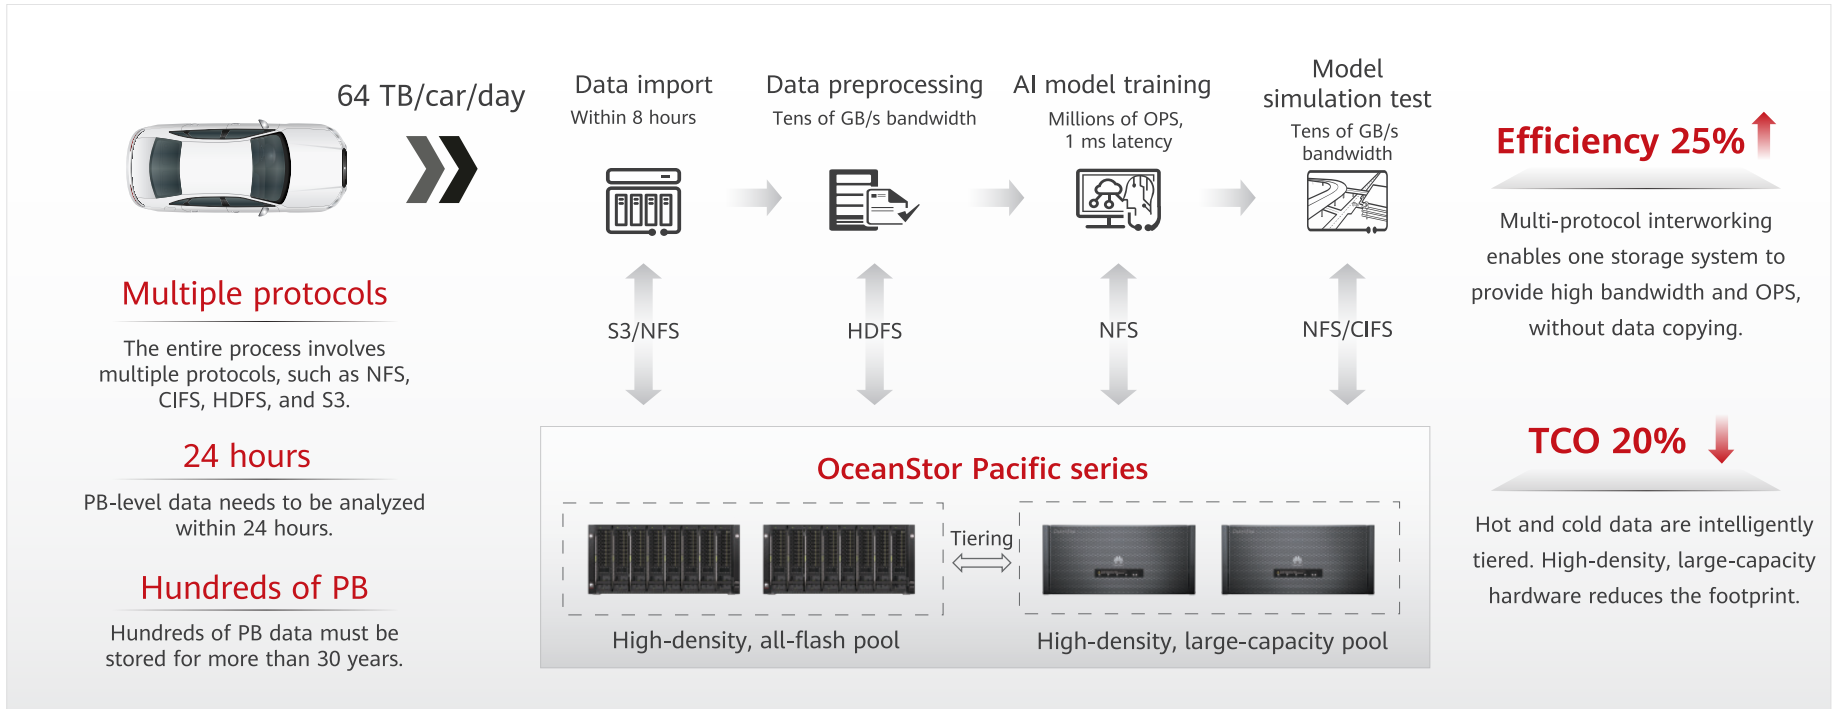 64 TB/car/day
Multiple protocols
The entire process involves
multiple protocols, such as NFS,
CIFS, HDFS, and S3.
24 hours
PB-level data needs to be analyzed
within 24 hours.
Hundreds of PB
Hundreds of PB data must be
stored for more than 30 years.
Data import
Within 8 hours
Data preprocessing
Tens of GB/s bandwidth
AI model training
Millions of OPS,
1 ms latency
Model
simulation test
Tens of GB/s
bandwidth
S3/NFS
HDFS
NFS
NFS/CIFS
OceanStor Pacific series
Tiering
High-density, all-flash pool
High-density, large-capacity pool
Efficiency 25%
Multi-protocol interworking
enables one storage system to
provide high bandwidth and OPS,
without data copying.
TCO 20%
Hot and cold data are intelligently
tiered. High-density, large-capacity
hardware reduces the footprint.